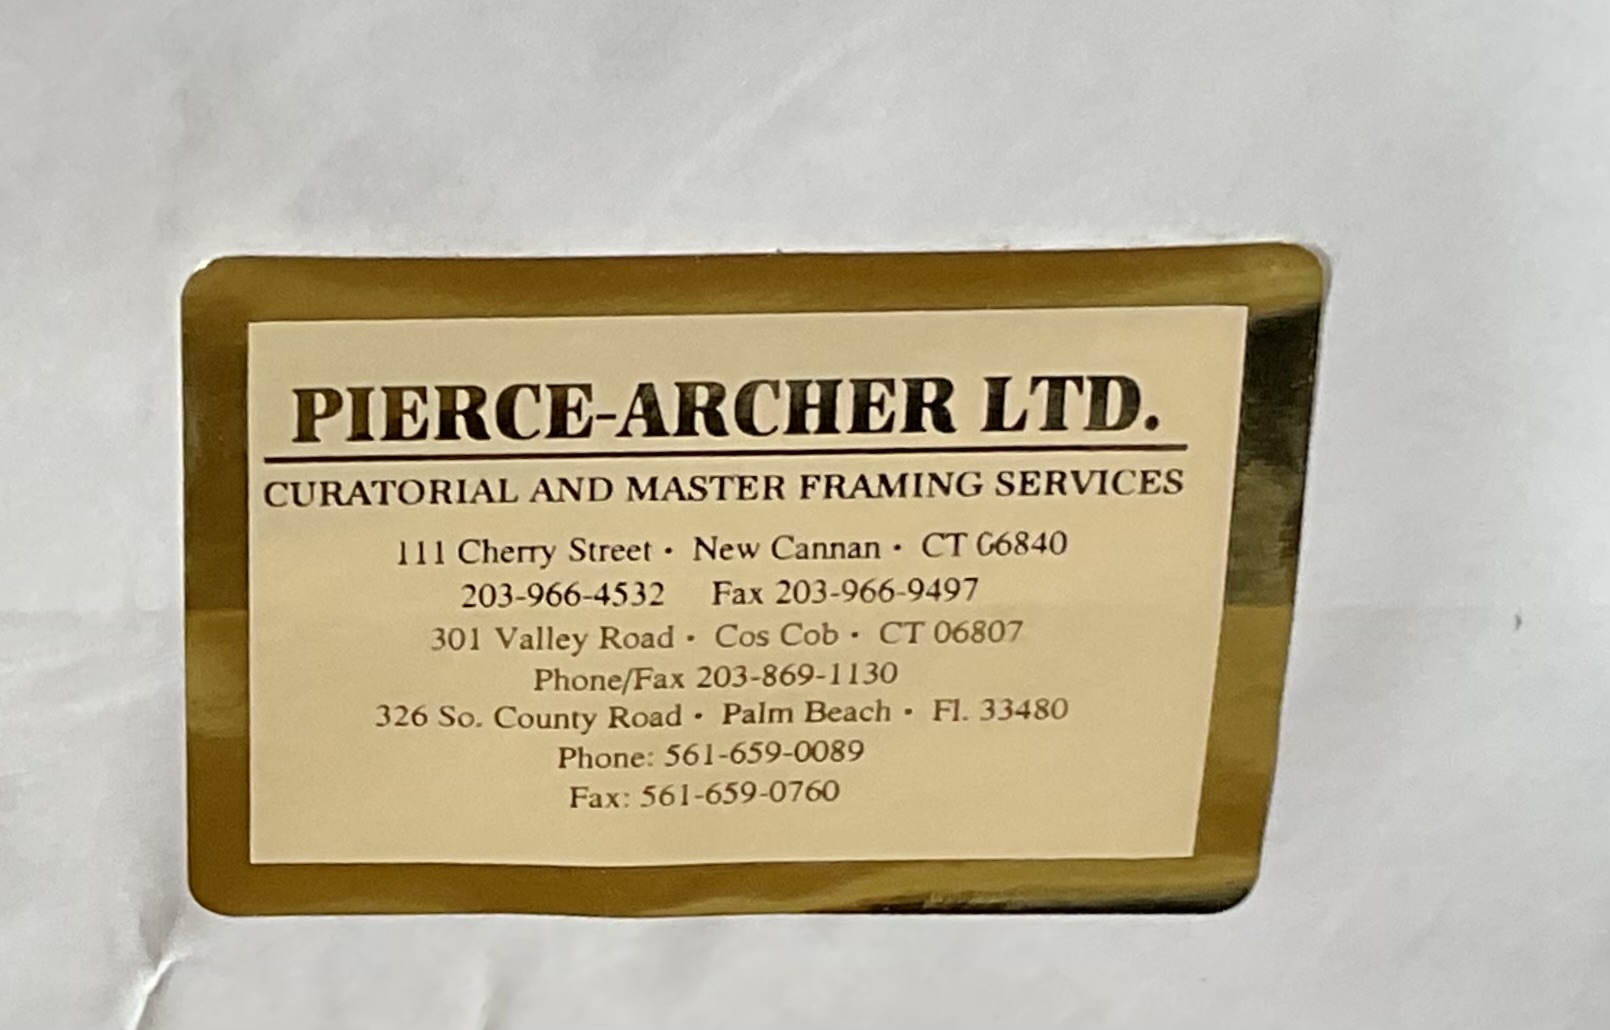 PIERCE-ARCHER LTD.
CURATORIAL AND MASTER FRAMING SERVICES
111 Cherry Street • New Cannan • CT 06840
203-966-4532 Fax 203-966-9497
301 Valley Road • Cos Cob • CT 06807
Phone/Fax 203-869-1130
326 So. County Road • Palm Beach • Fl. 33480
Phone: 561-659-0089
Fax: 561-659-0760